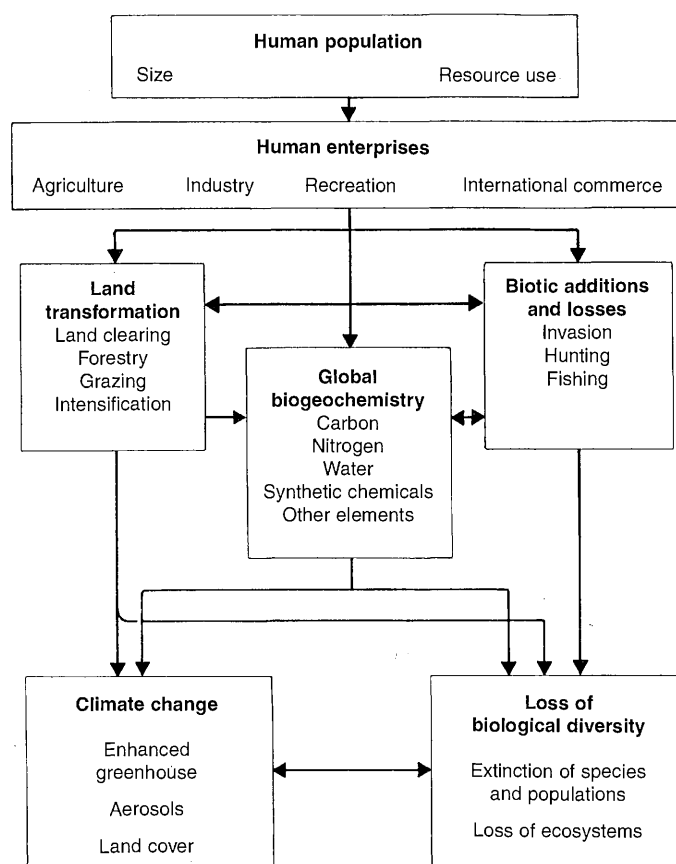 Human population
Size Resource use
Human enterprises
Agriculture Industry Recreation International commerce
Land
transformation
Land clearing
Forestry
Grazing
Intensification
Biotic additions
and losses
Invasion
Hunting
Fishing
Global
biogeochemistry
Carbon
Nitrogen
Water
Synthetic chemicals
Other elements
Climate change
Enhanced
greenhouse
Aerosols
Land cover
Loss of
biological diversity
Extinction of species
and populations
Loss of ecosystems